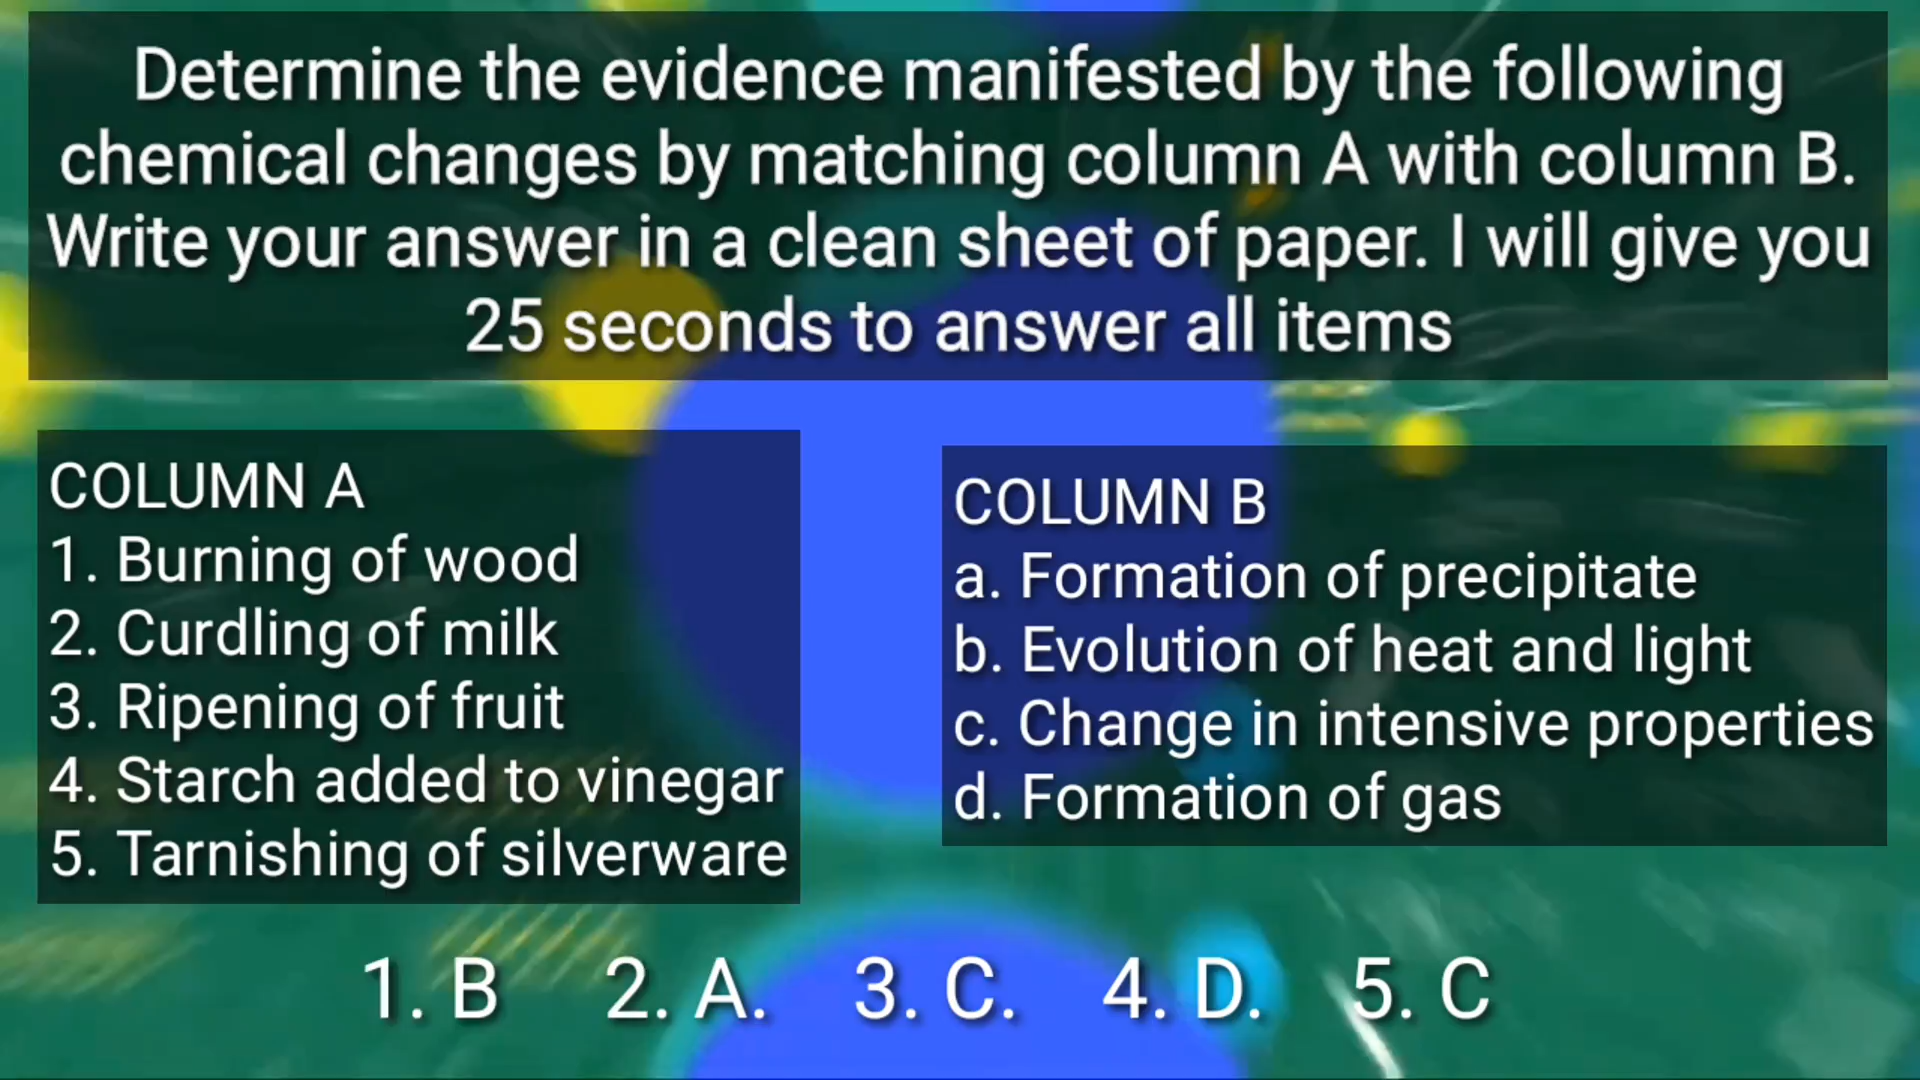 Determine the evidence manifested by the following
chemical changes by matching column A with column B.
Write your answer in a clean sheet of paper. I will give you
25 seconds to answer all items
COLUMN A
1. Burning of wood
2. Curdling of milk
3. Ripening of fruit
4. Starch added to vinegar
5. Tarnishing of silverware
COLUMN B
a. Formation of precipitate
b. Evolution of heat and light
c. Change in intensive properties
d. Formation of gas
1. B 2. A. 3. C. 4. D. 5. C